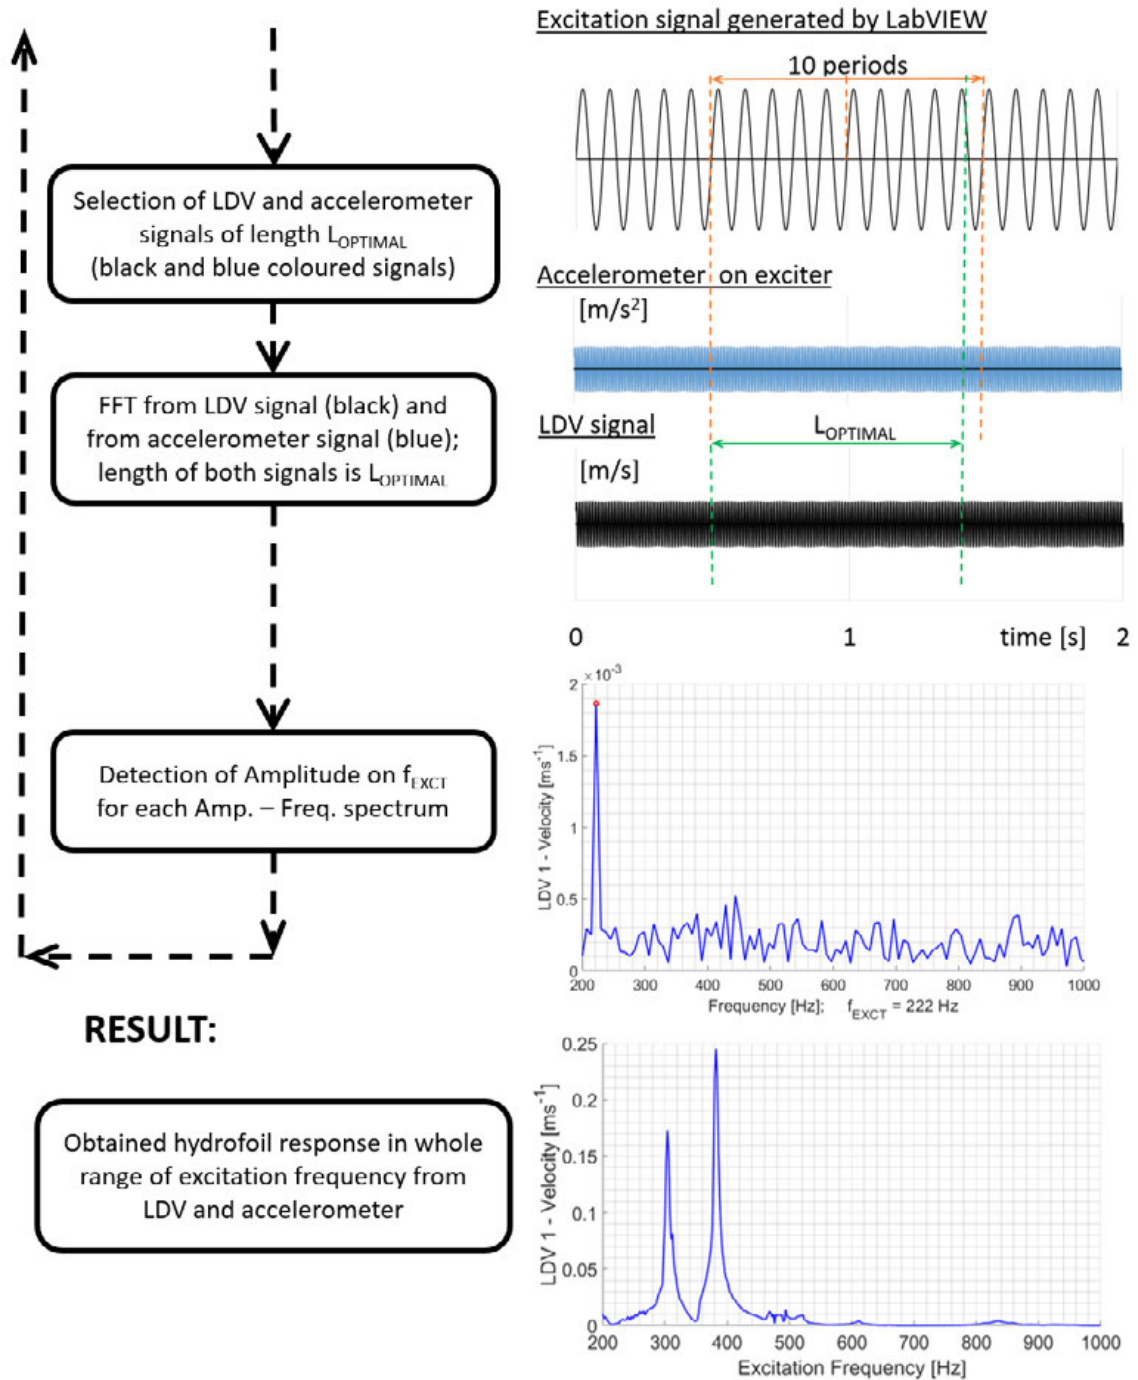 Excitation signal generated by LabVIEW
10 periods
Selection of LDV and accelerometer
signals of length LOPTIMAL
(black and blue coloured signals)
Accelerometer on exciter
[m/s²]
FFT from LDV signal (black) and
from accelerometer signal (blue);
length of both signals is LOPTIMAL
LDV signal
LOPTIMAL
[m/s]
0 1 time [s] 2
Detection of Amplitude on fEXCT
for each Amp. – Freq. spectrum
× 10⁻³
2
1.5
1
0.5
0
LDV 1 - Velocity [ms⁻¹]
200 300 400 500 600 700 800 900 1000
Frequency [Hz]; fEXCT = 222 Hz
RESULT:
Obtained hydrofoil response in whole
range of excitation frequency from
LDV and accelerometer
0.25
0.2
0.15
0.1
0.05
0
LDV 1 - Velocity [ms⁻¹]
200 300 400 500 600 700 800 900 1000
Excitation Frequency [Hz]